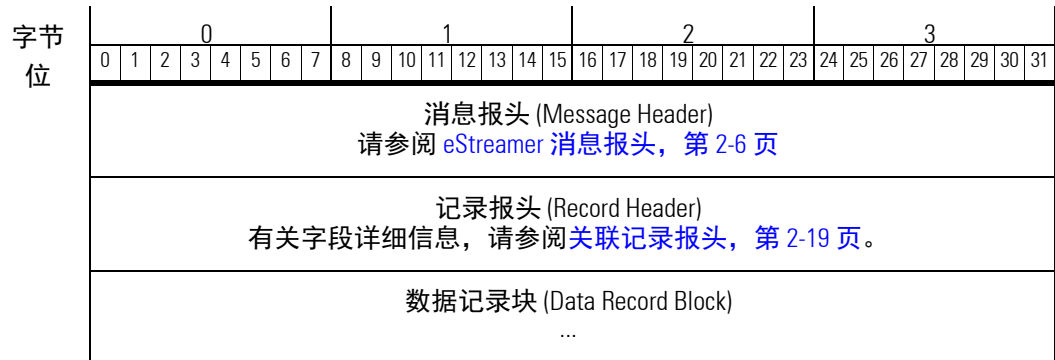 字节 0 1 2 3
位 0 1 2 3 4 5 6 7 8 9 10 11 12 13 14 15 16 17 18 19 20 21 22 23 24 25 26 27 28 29 30 31
消息报头 (Message Header)
请参阅 eStreamer 消息报头，第 2-6 页
记录报头 (Record Header)
有关字段详细信息，请参阅关联记录报头，第 2-19 页。
数据记录块 (Data Record Block)
...